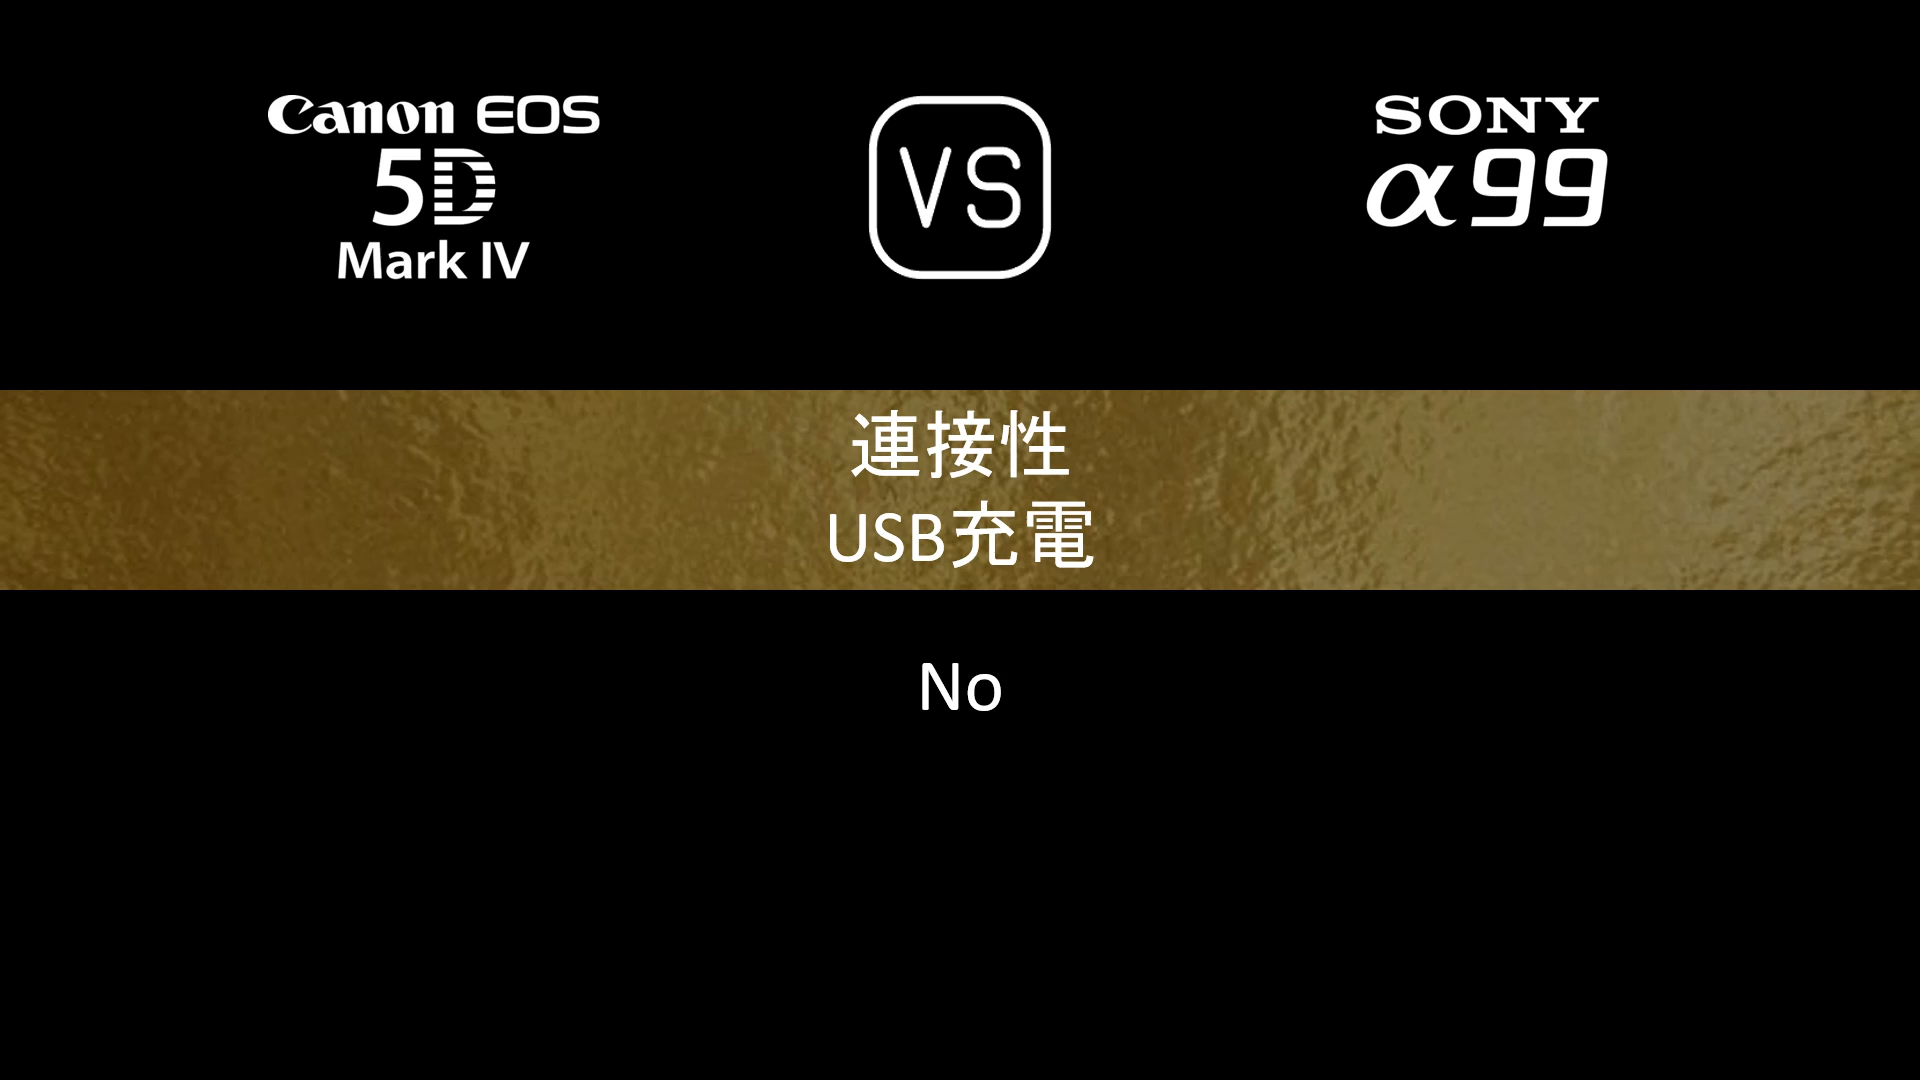 Canon EOS
5D
Mark IV
VS
SONY
α99
連接性
USB充電
No